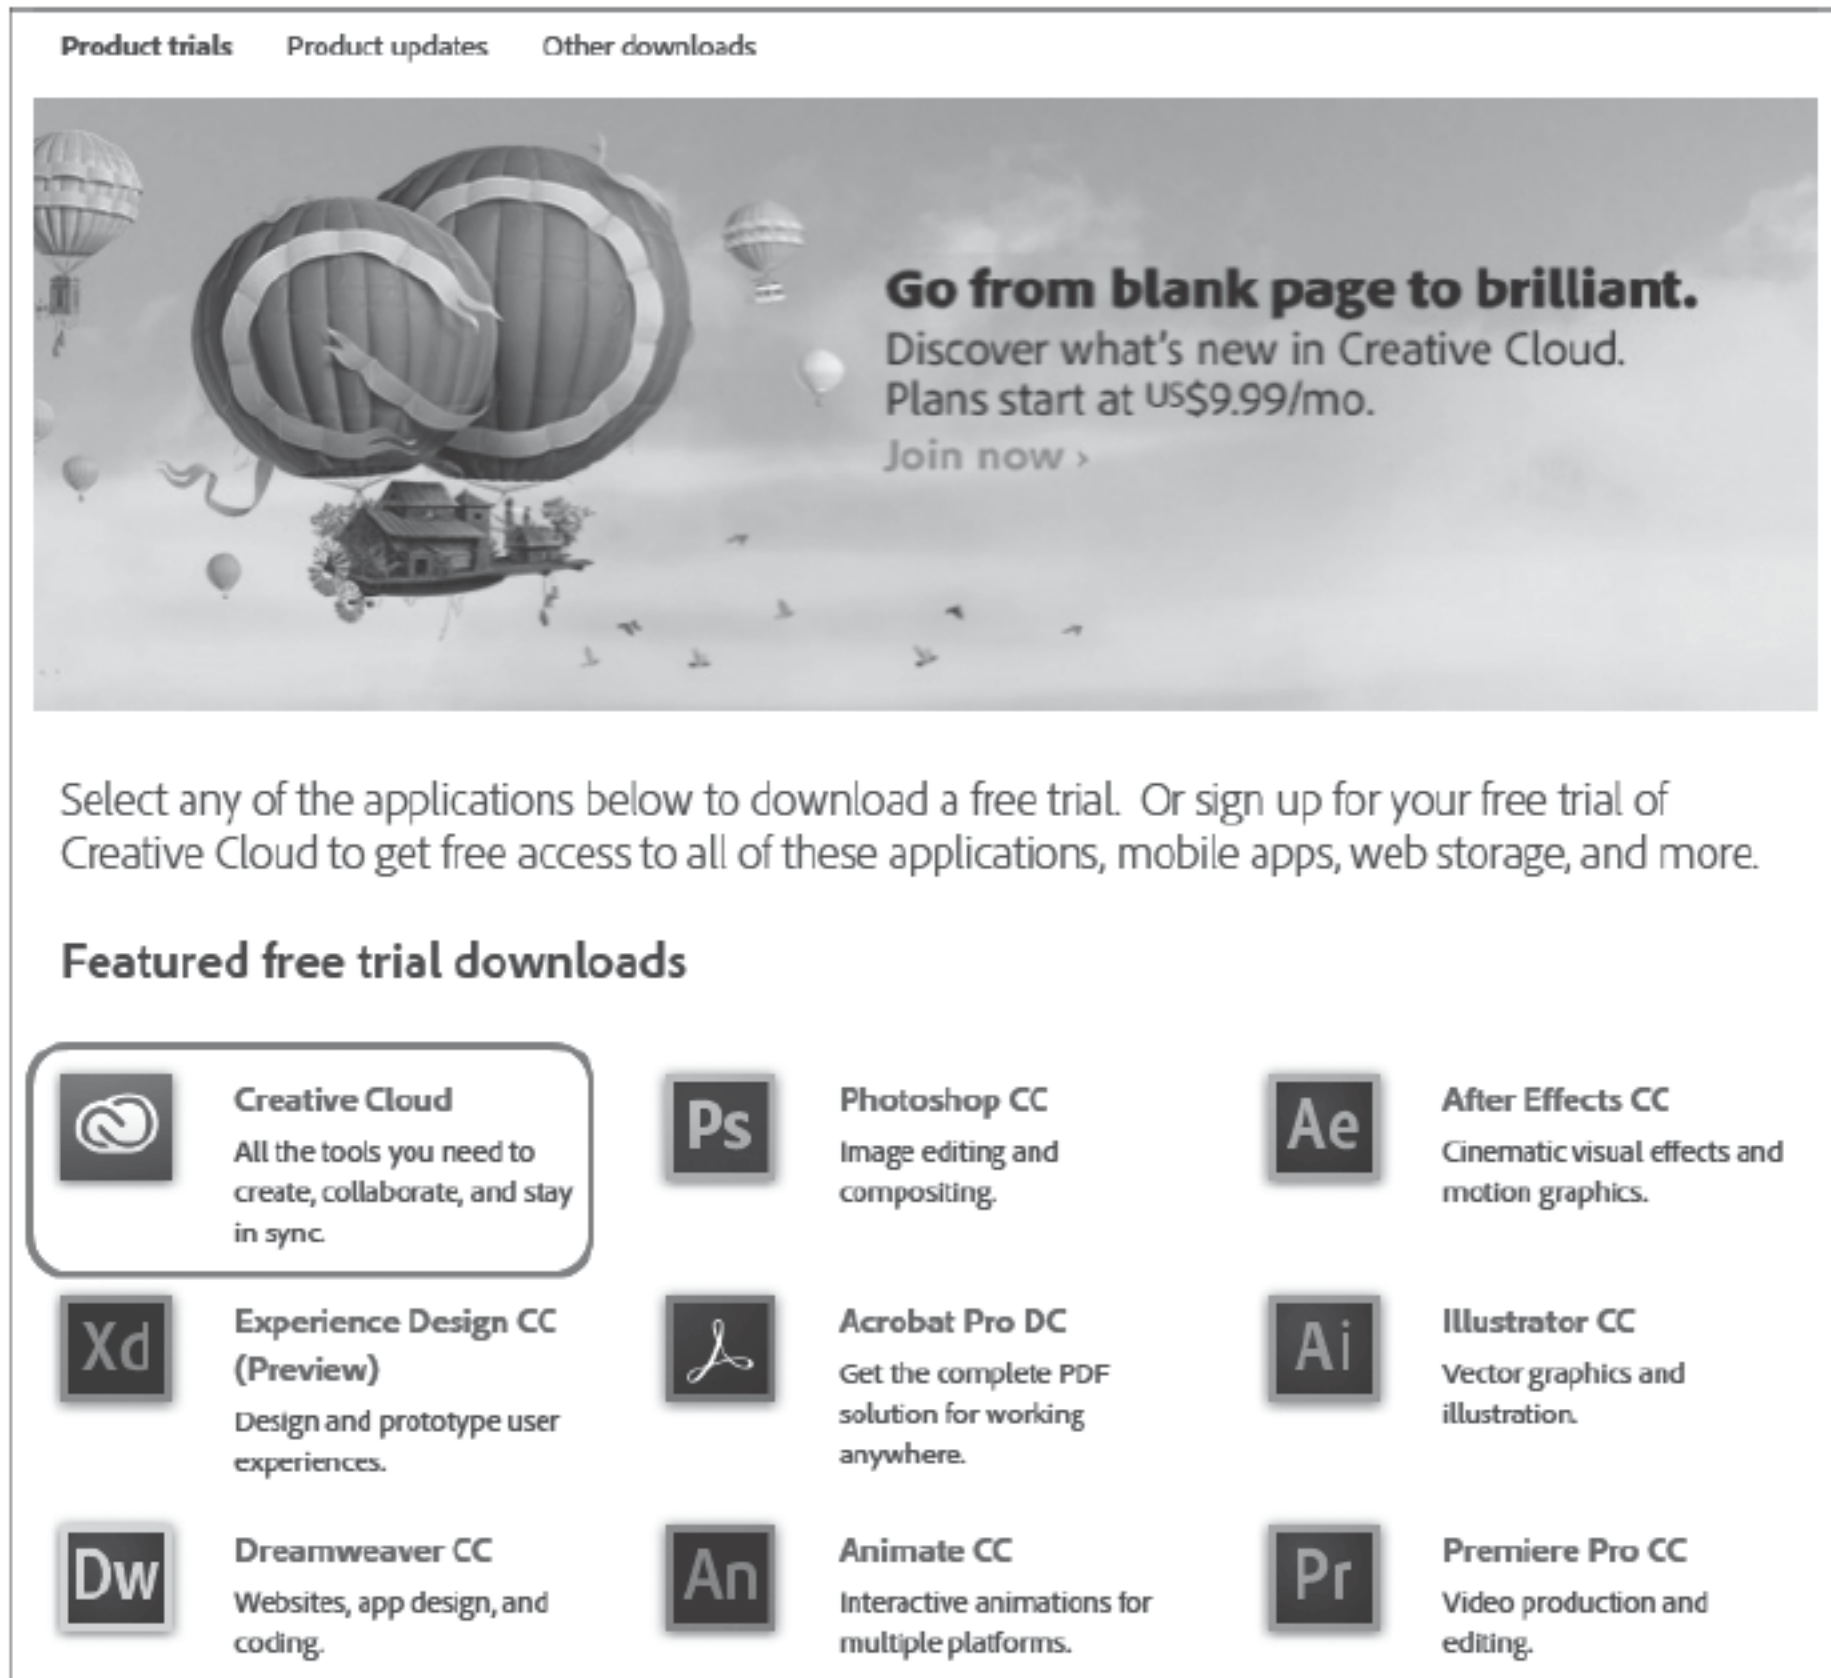 Product trials Product updates Other downloads
Go from blank page to brilliant.
Discover what's new in Creative Cloud.
Plans start at US$9.99/mo.
Join now ›
Select any of the applications below to download a free trial. Or sign up for your free trial of
Creative Cloud to get free access to all of these applications, mobile apps, web storage, and more.
Featured free trial downloads
Creative Cloud
All the tools you need to
create, collaborate, and stay
in sync.
Ps
Photoshop CC
Image editing and
compositing.
Ae
After Effects CC
Cinematic visual effects and
motion graphics.
Xd
Experience Design CC
(Preview)
Design and prototype user
experiences.
Acrobat Pro DC
Get the complete PDF
solution for working
anywhere.
Ai
Illustrator CC
Vector graphics and
illustration.
Dw
Dreamweaver CC
Websites, app design, and
coding.
An
Animate CC
Interactive animations for
multiple platforms.
Pr
Premiere Pro CC
Video production and
editing.